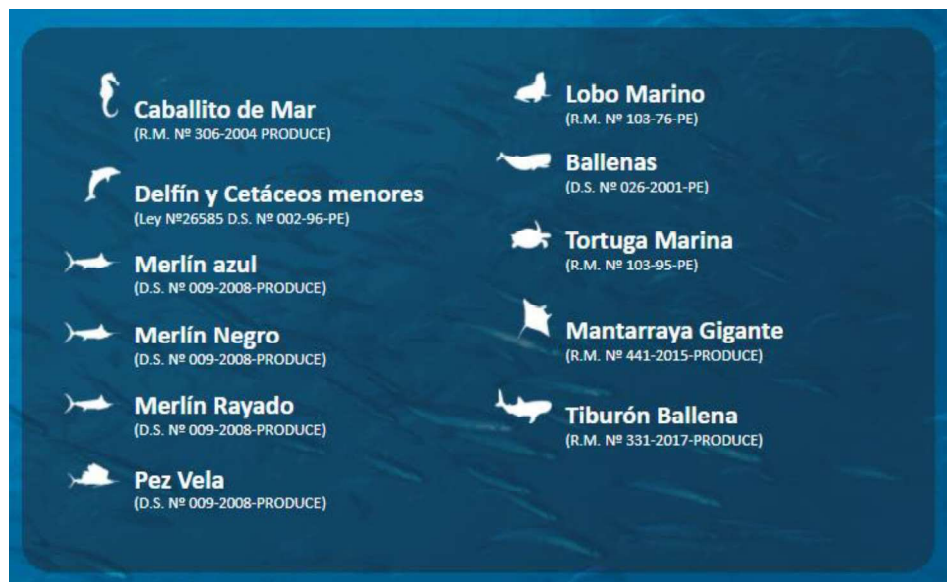 Caballito de Mar
(R.M. Nº 306-2004 PRODUCE)
Delfín y Cetáceos menores
(Ley Nº26585 D.S. Nº 002-96-PE)
Merlín azul
(D.S. Nº 009-2008-PRODUCE)
Merlín Negro
(D.S. Nº 009-2008-PRODUCE)
Merlín Rayado
(D.S. Nº 009-2008-PRODUCE)
Pez Vela
(D.S. Nº 009-2008-PRODUCE)
Lobo Marino
(R.M. Nº 103-76-PE)
Ballenas
(D.S. Nº 026-2001-PE)
Tortuga Marina
(R.M. Nº 103-95-PE)
Mantarraya Gigante
(R.M. Nº 441-2015-PRODUCE)
Tiburón Ballena
(R.M. Nº 331-2017-PRODUCE)